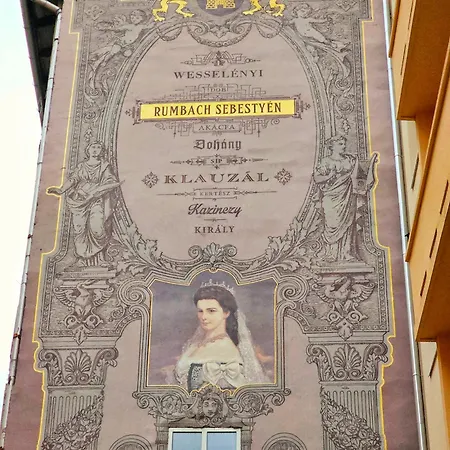 WESSELÉNYI
DOB
RUMBACH SEBESTYÉN
AKÁCFA
Dohány
SÍP
KLAUZÁL
KERTÉSZ
Kazinczy
KIRÁLY